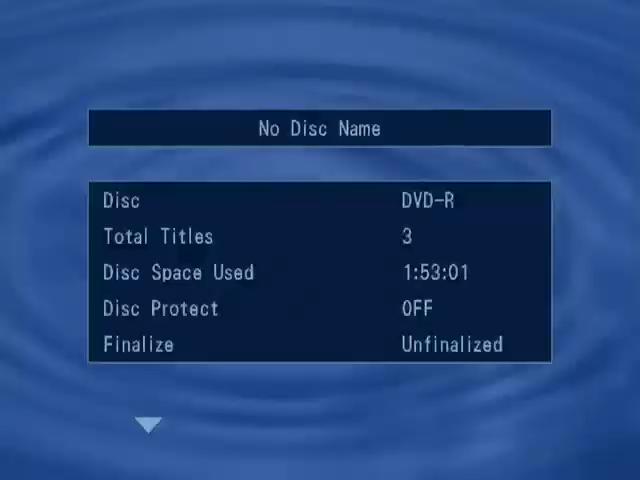 No Disc Name
Disc DVD-R
Total Titles 3
Disc Space Used 1:53:01
Disc Protect OFF
Finalize Unfinalized